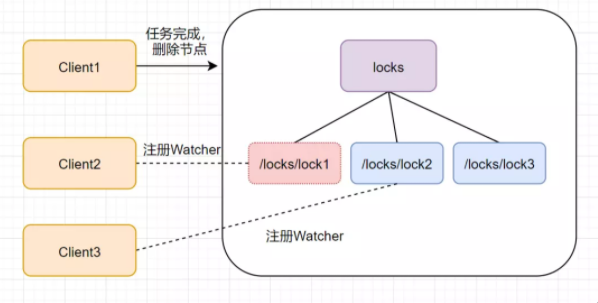 任务完成，
删除节点
Client1
locks
Client2
注册Watcher
/locks/lock1
/locks/lock2
/locks/lock3
注册Watcher
Client3